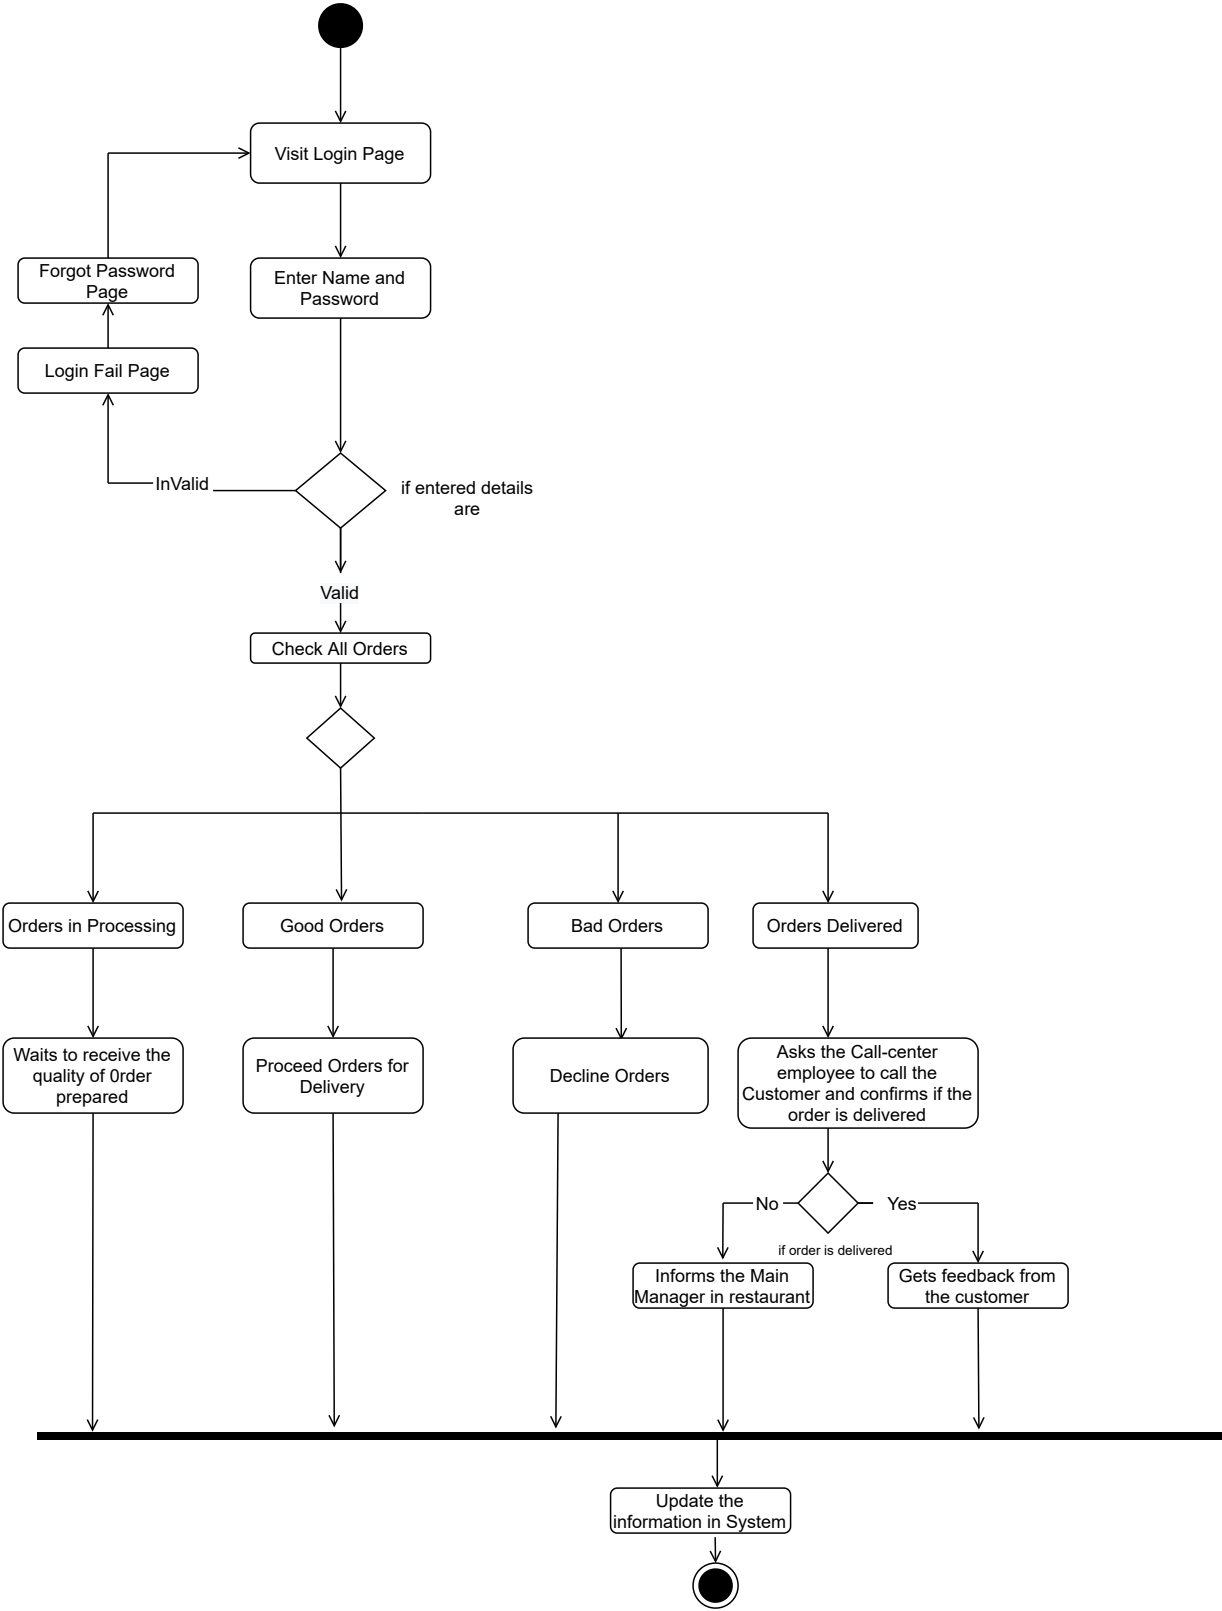 Visit Login Page
Forgot Password
Page
Enter Name and
Password
Login Fail Page
InValid
if entered details
are
Valid
Check All Orders
Orders in Processing
Good Orders
Bad Orders
Orders Delivered
Waits to receive the
quality of 0rder
prepared
Proceed Orders for
Delivery
Decline Orders
Asks the Call-center
employee to call the
Customer and confirms if the
order is delivered
No
Yes
if order is delivered
Informs the Main
Manager in restaurant
Gets feedback from
the customer
Update the
information in System